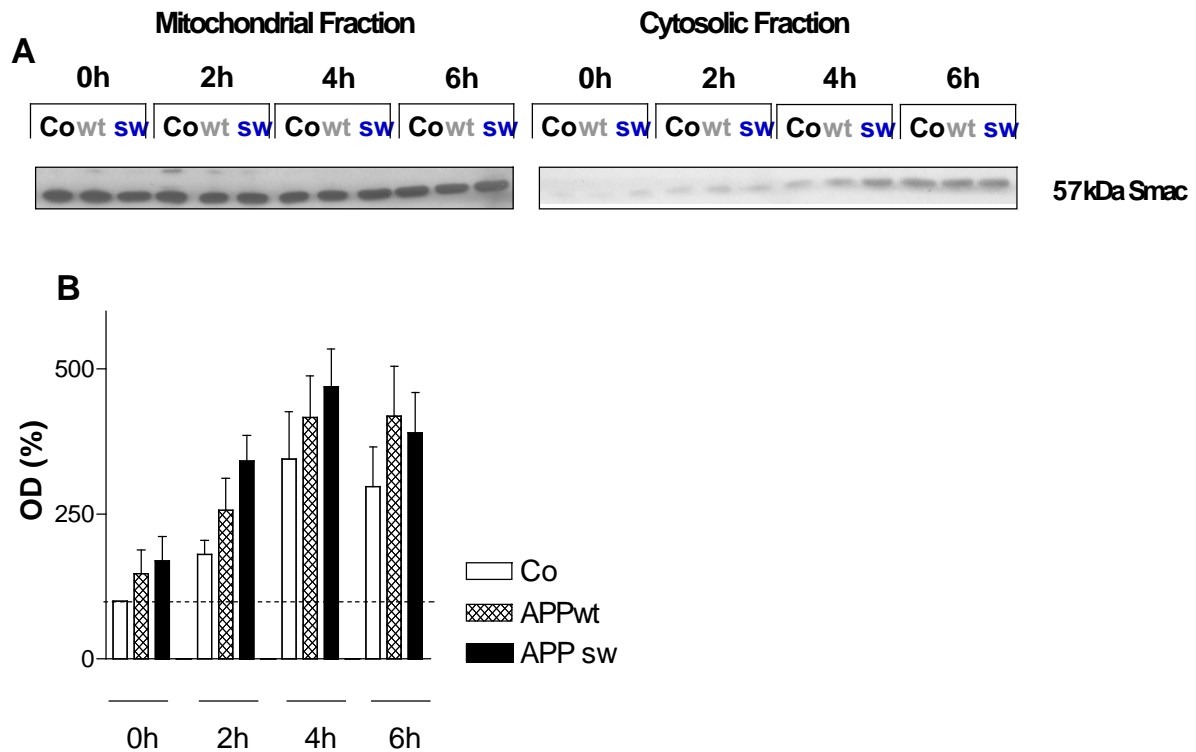 Mitochondrial Fraction Cytosolic Fraction
A
0h 2h 4h 6h 0h 2h 4h 6h
Co wt sw Co wt sw Co wt sw Co wt sw Co wt sw Co wt sw Co wt sw Co wt sw
57kDa Smac
B
500
250
0
OD (%)
Co
APPwt
APP sw
0h 2h 4h 6h